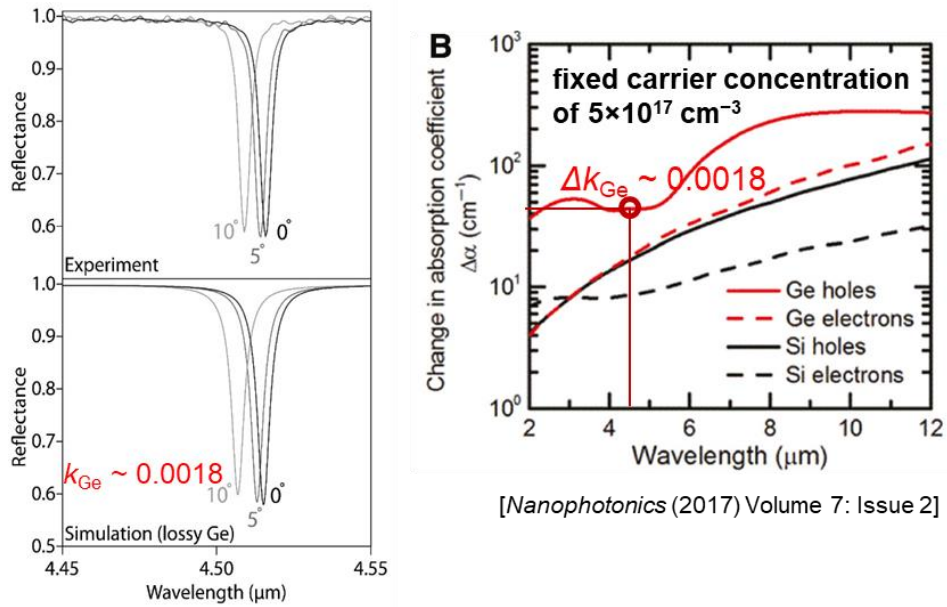 1.0
0.9
0.8
0.7
0.6
Reflectance
10°
5°
0°
Experiment
1.0
0.9
0.8
0.7
0.6
0.5
Reflectance
kGe ~ 0.0018
10°
5°
0°
Simulation (lossy Ge)
4.45
4.50
4.55
Wavelength (μm)
B
fixed carrier concentration
of 5×10¹⁷ cm⁻³
10³
10²
10¹
10⁰
Change in absorption coefficient
Δα (cm⁻¹)
ΔkGe ~ 0.0018
Ge holes
Ge electrons
Si holes
Si electrons
2
4
6
8
10
12
Wavelength (μm)
[Nanophotonics (2017) Volume 7: Issue 2]